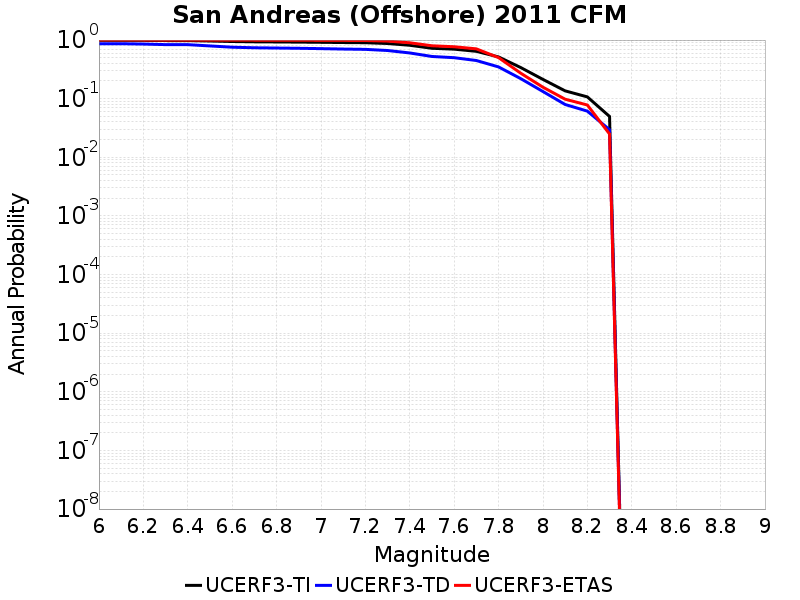 San Andreas (Offshore) 2011 CFM
Annual Probability
10^0
10^-1
10^-2
10^-3
10^-4
10^-5
10^-6
10^-7
10^-8
6 6.2 6.4 6.6 6.8 7 7.2 7.4 7.6 7.8 8 8.2 8.4 8.6 8.8 9
Magnitude
UCERF3-TI UCERF3-TD UCERF3-ETAS